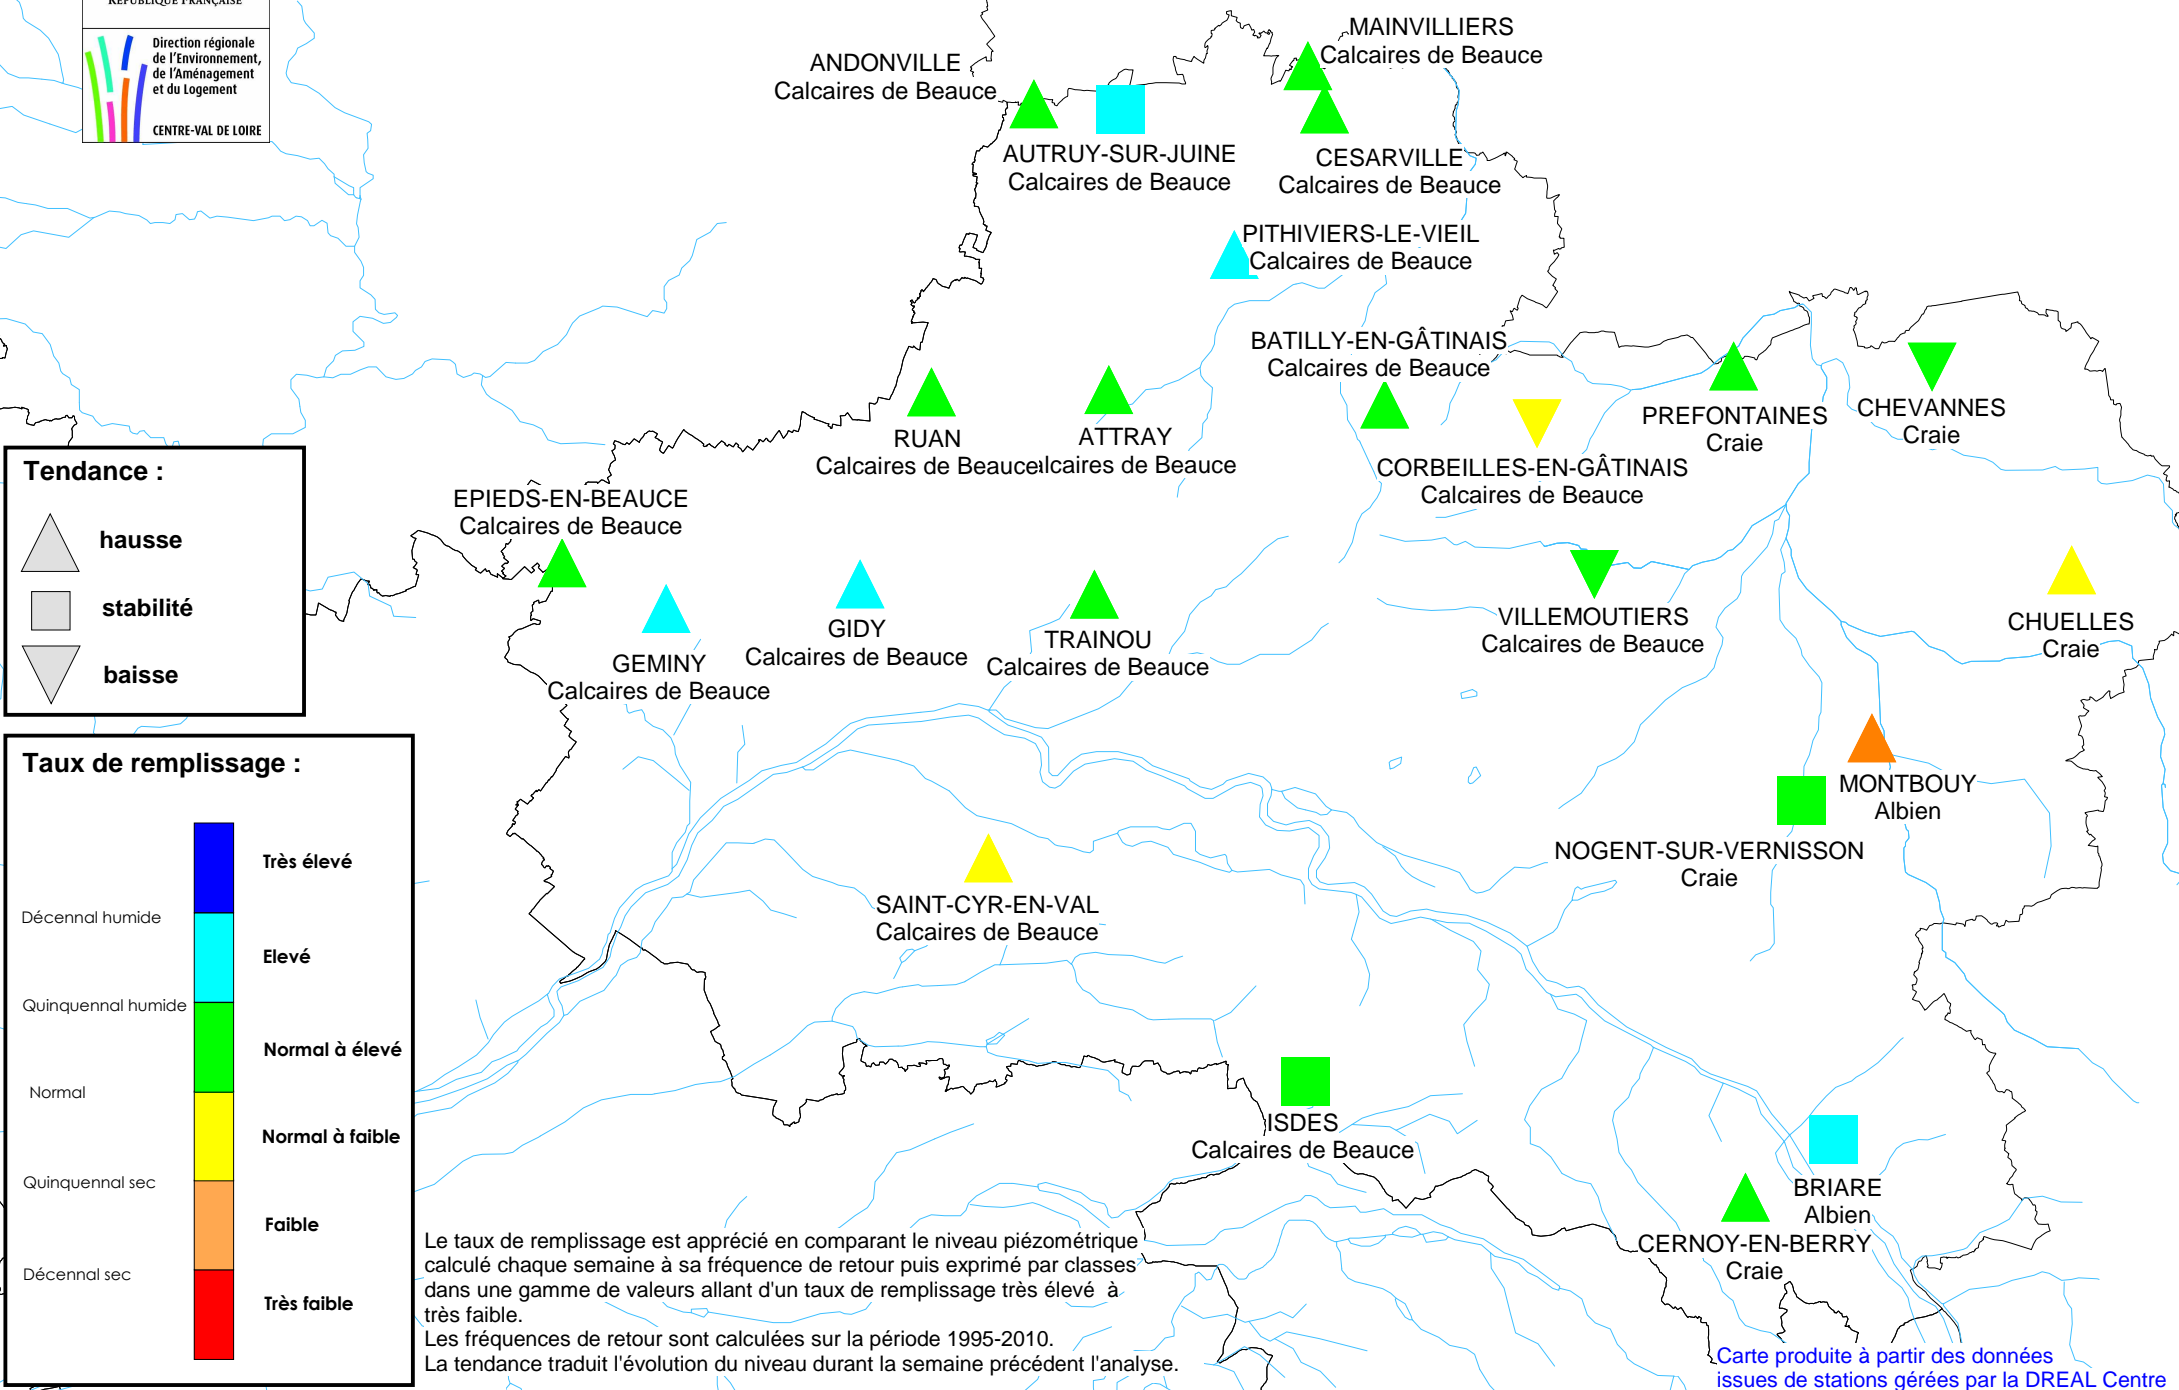 RÉPUBLIQUE FRANÇAISE
Direction régionale
de l'Environnement,
de l'Aménagement
et du Logement
CENTRE-VAL DE LOIRE
MAINVILLIERS
Calcaires de Beauce
ANDONVILLE
Calcaires de Beauce
AUTRUY-SUR-JUINE
Calcaires de Beauce
CESARVILLE
Calcaires de Beauce
PITHIVIERS-LE-VIEIL
Calcaires de Beauce
BATILLY-EN-GÂTINAIS
Calcaires de Beauce
PREFONTAINES
Craie
CHEVANNES
Craie
RUAN
Calcaires de Beauce
ATTRAY
alcaires de Beauce
CORBEILLES-EN-GÂTINAIS
Calcaires de Beauce
EPIEDS-EN-BEAUCE
Calcaires de Beauce
GEMINY
Calcaires de Beauce
GIDY
Calcaires de Beauce
TRAINOU
Calcaires de Beauce
VILLEMOUTIERS
Calcaires de Beauce
CHUELLES
Craie
MONTBOUY
Albien
NOGENT-SUR-VERNISSON
Craie
SAINT-CYR-EN-VAL
Calcaires de Beauce
ISDES
Calcaires de Beauce
BRIARE
Albien
CERNOY-EN-BERRY
Craie
Tendance :
hausse
stabilité
baisse
Taux de remplissage :
Très élevé
Décennal humide
Elevé
Quinquennal humide
Normal à élevé
Normal
Normal à faible
Quinquennal sec
Faible
Décennal sec
Très faible
Le taux de remplissage est apprécié en comparant le niveau piézométrique
calculé chaque semaine à sa fréquence de retour puis exprimé par classes
dans une gamme de valeurs allant d'un taux de remplissage très élevé à
très faible.
Les fréquences de retour sont calculées sur la période 1995-2010.
La tendance traduit l'évolution du niveau durant la semaine précédent l'analyse.
Carte produite à partir des données
issues de stations gérées par la DREAL Centre